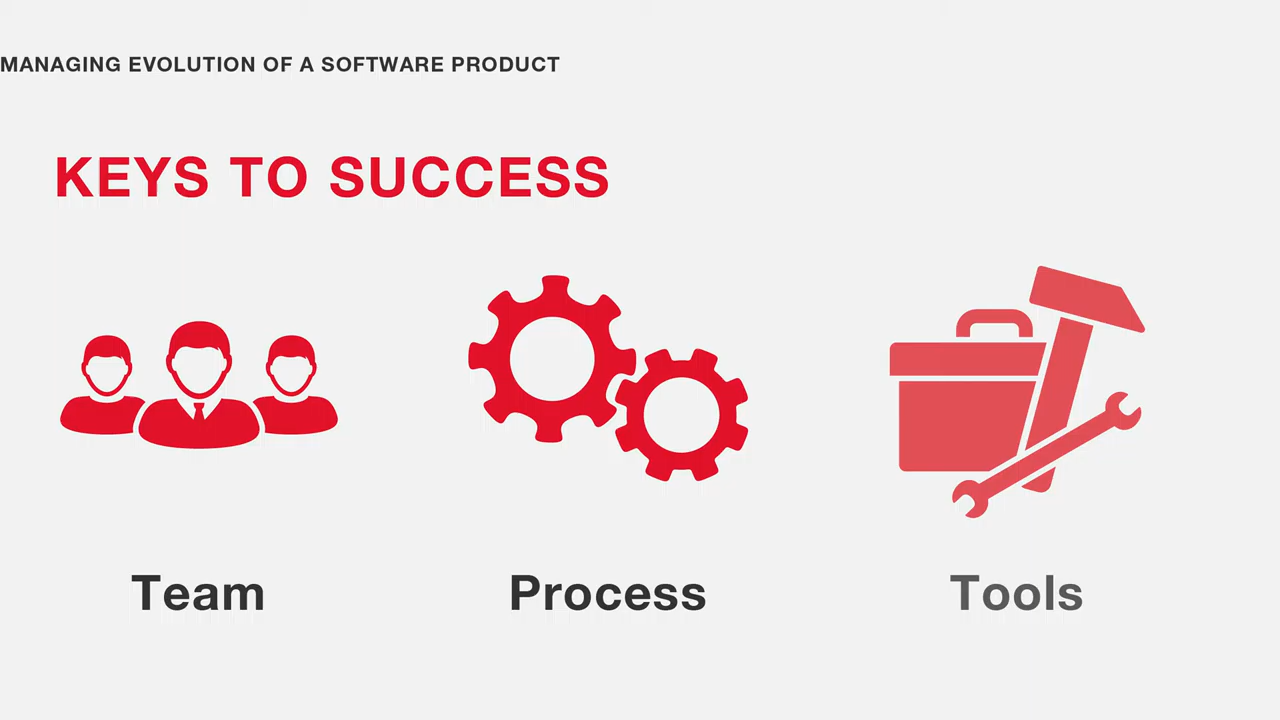 MANAGING EVOLUTION OF A SOFTWARE PRODUCT
KEYS TO SUCCESS
Team
Process
Tools